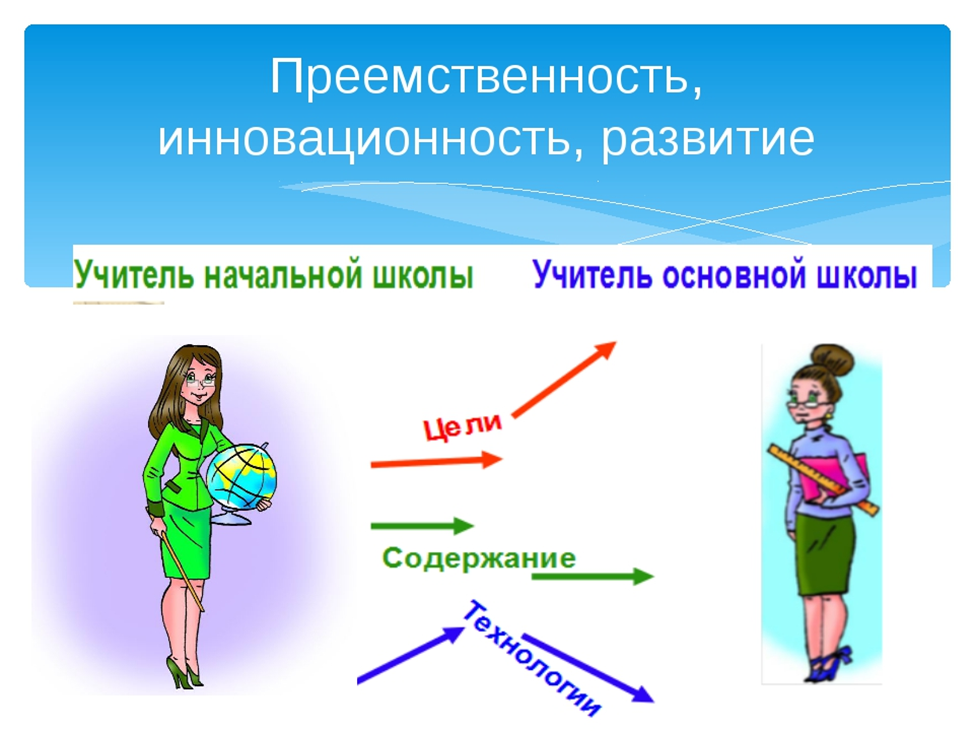 Преемственность,
инновационность, развитие
Учитель начальной школы
Учитель основной школы
Цели
Содержание
Технологии